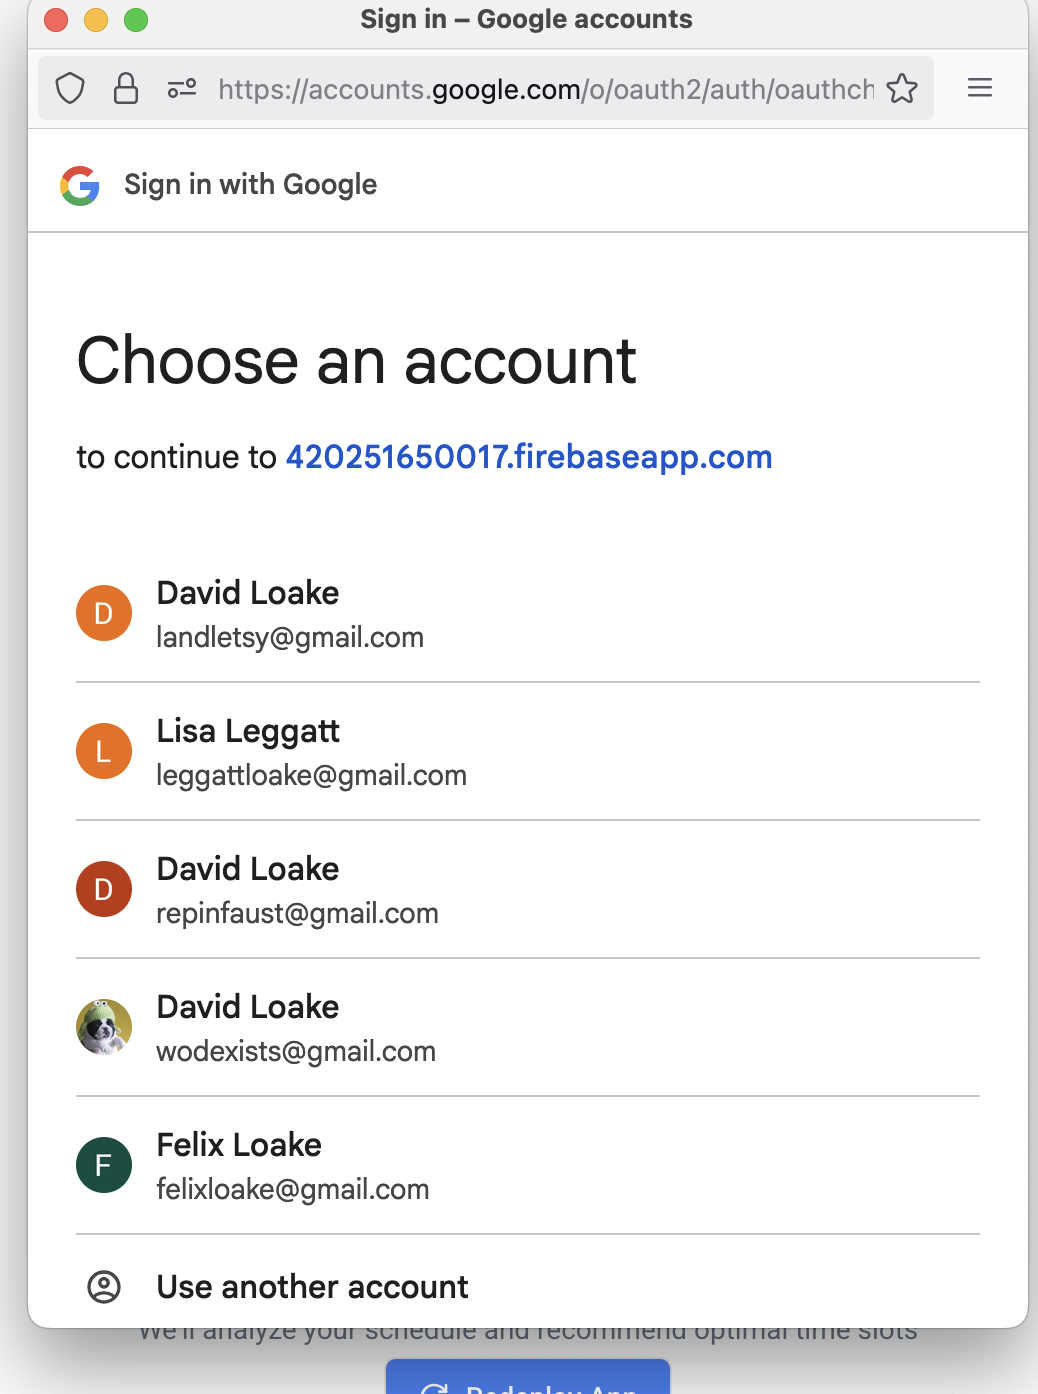 Sign in – Google accounts
https://accounts.google.com/o/oauth2/auth/oauthch
Sign in with Google
Choose an account
to continue to 420251650017.firebaseapp.com
D
David Loake
landletsy@gmail.com
L
Lisa Leggatt
leggattloake@gmail.com
D
David Loake
repinfaust@gmail.com
David Loake
wodexists@gmail.com
F
Felix Loake
felixloake@gmail.com
Use another account
We'll analyze your schedule and recommend optimal time slots
Redeploy App